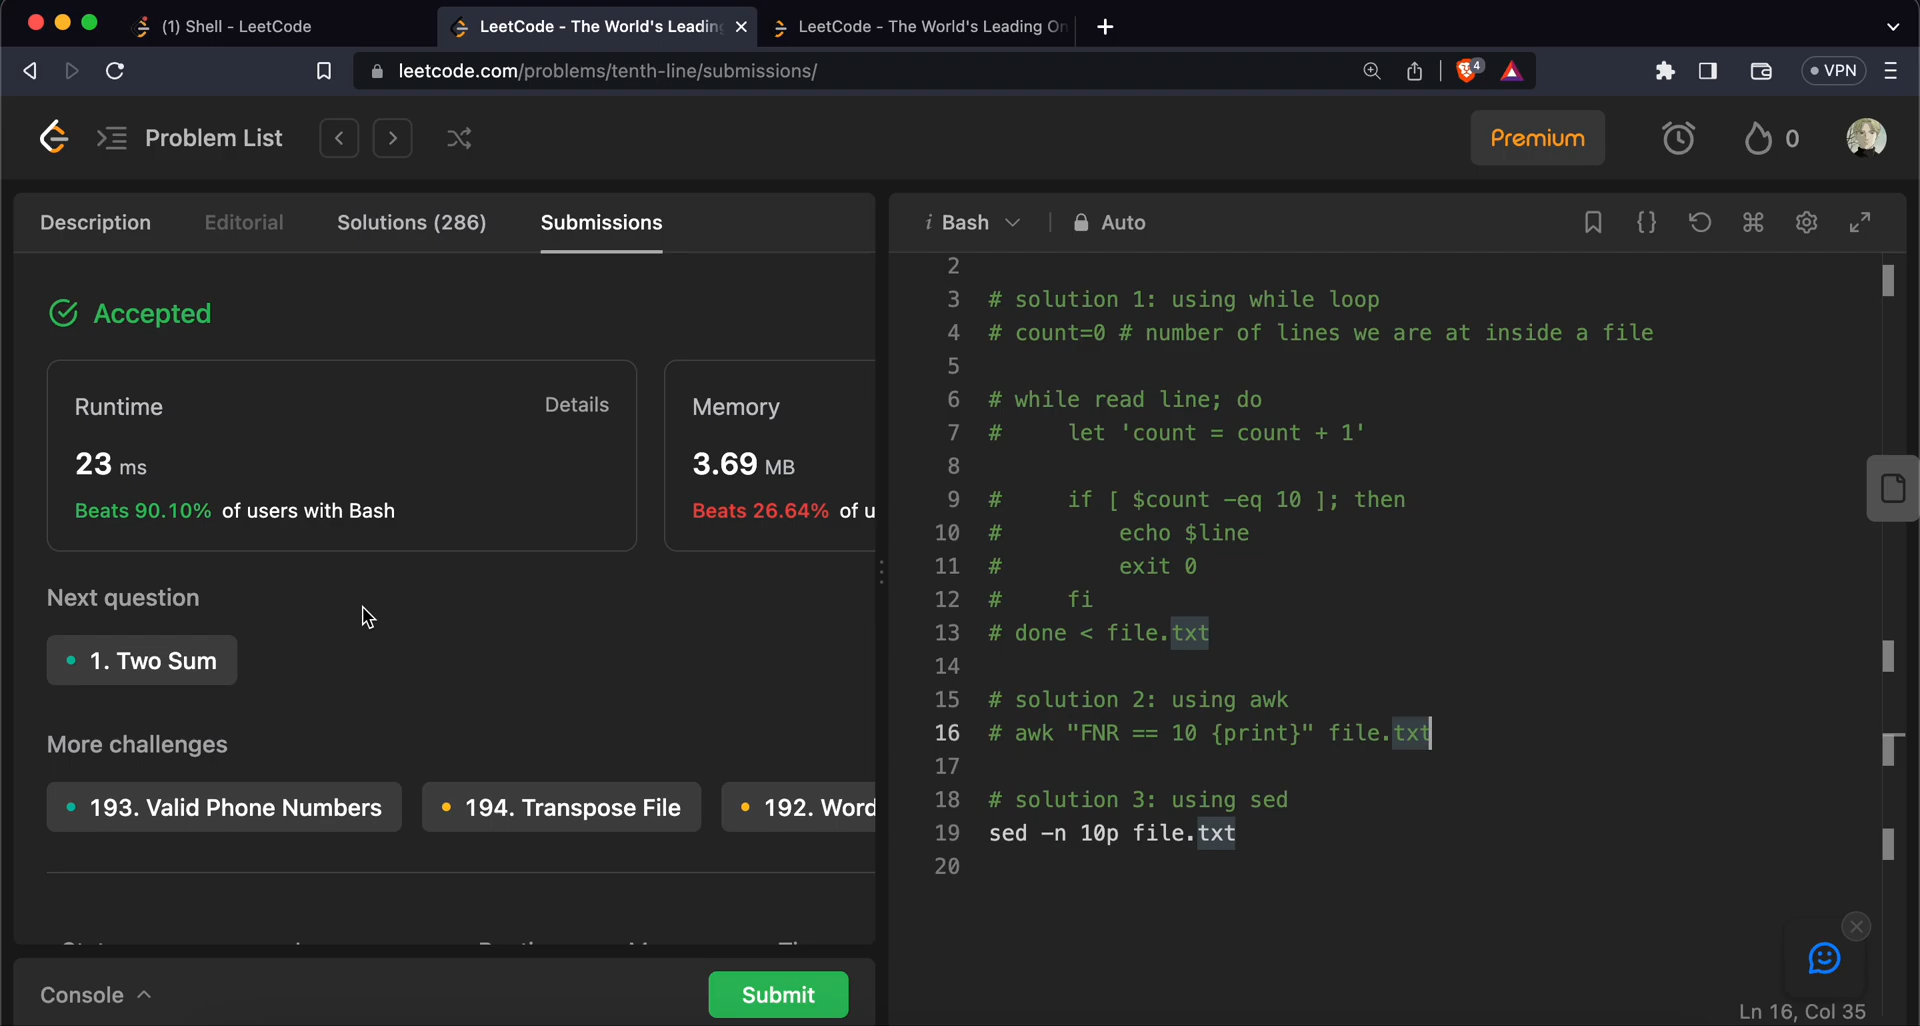 (1) Shell - LeetCode
LeetCode - The World's Leading
LeetCode - The World's Leading On
leetcode.com/problems/tenth-line/submissions/
4
VPN
Problem List
Premium
0
Description
Editorial
Solutions (286)
Submissions
Accepted
Runtime
Details
23 ms
Beats 90.10% of users with Bash
Memory
3.69 MB
Beats 26.64% of u
Next question
1. Two Sum
More challenges
193. Valid Phone Numbers
194. Transpose File
192. Word
Console
Submit
i Bash
Auto
2
3 # solution 1: using while loop
4 # count=0 # number of lines we are at inside a file
5
6 # while read line; do
7 #     let 'count = count + 1'
8
9 #     if [ $count -eq 10 ]; then
10 #         echo $line
11 #         exit 0
12 #     fi
13 # done < file.txt
14
15 # solution 2: using awk
16 # awk "FNR == 10 {print}" file.txt
17
18 # solution 3: using sed
19 sed -n 10p file.txt
20
Ln 16, Col 35